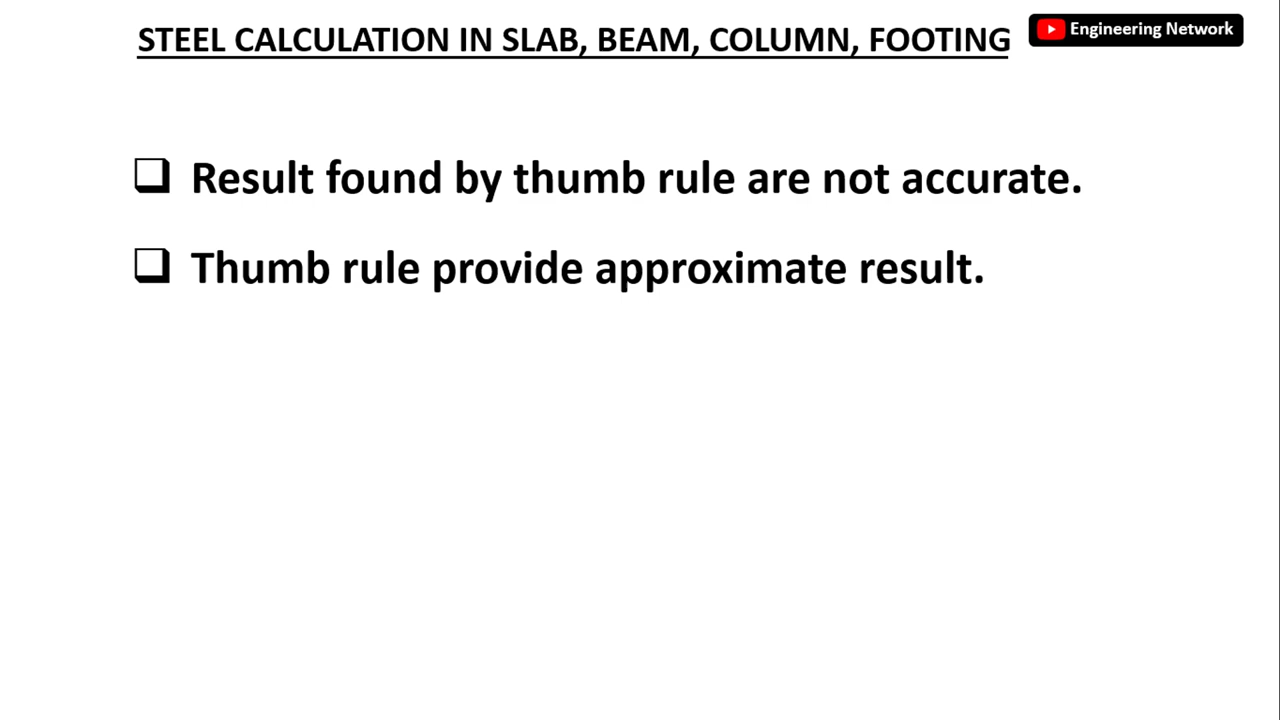 STEEL CALCULATION IN SLAB, BEAM, COLUMN, FOOTING
Engineering Network
Result found by thumb rule are not accurate.
Thumb rule provide approximate result.